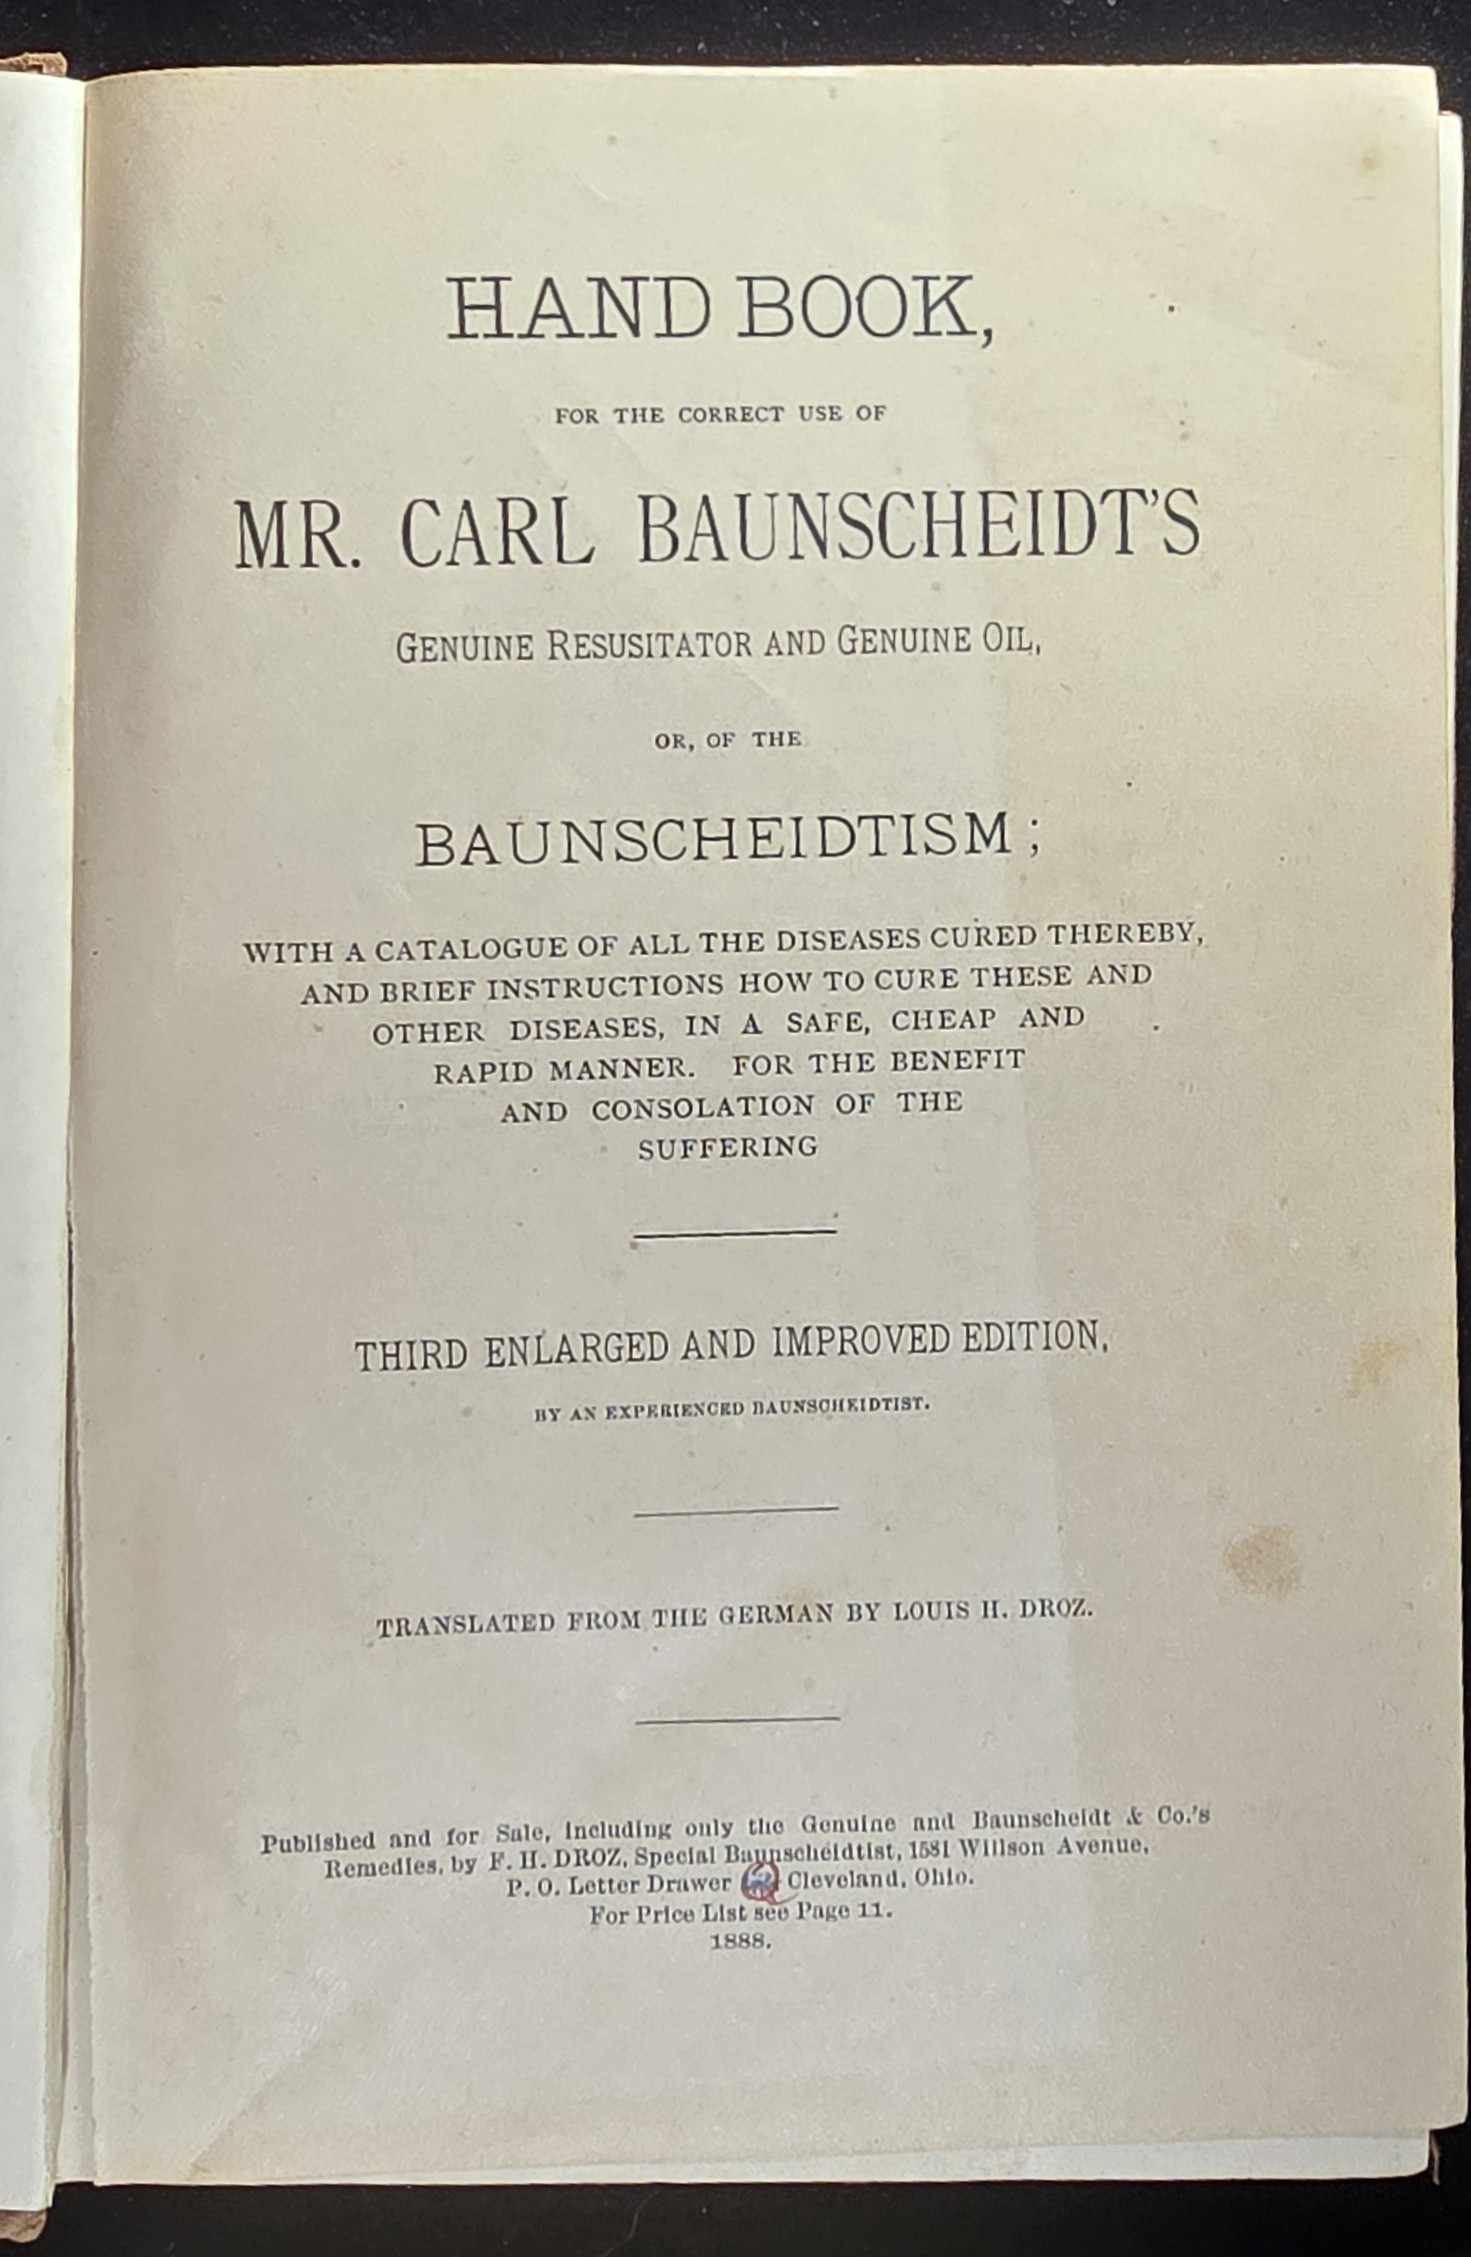 HAND BOOK,
FOR THE CORRECT USE OF
MR. CARL BAUNSCHEIDT'S
GENUINE RESUSITATOR AND GENUINE OIL,
OR, OF THE
BAUNSCHEIDTISM;
WITH A CATALOGUE OF ALL THE DISEASES CURED THEREBY,
AND BRIEF INSTRUCTIONS HOW TO CURE THESE AND
OTHER DISEASES, IN A SAFE, CHEAP AND
RAPID MANNER. FOR THE BENEFIT
AND CONSOLATION OF THE
SUFFERING
THIRD ENLARGED AND IMPROVED EDITION,
BY AN EXPERIENCED BAUNSCHEIDTIST.
TRANSLATED FROM THE GERMAN BY LOUIS H. DROZ.
Published and for Sale, including only the Genuine and Baunscheidt & Co.'s
Remedies, by F. H. DROZ, Special Baunscheidtist, 1581 Willson Avenue,
P. O. Letter Drawer Cleveland, Ohio.
For Price List see Page 11.
1888.